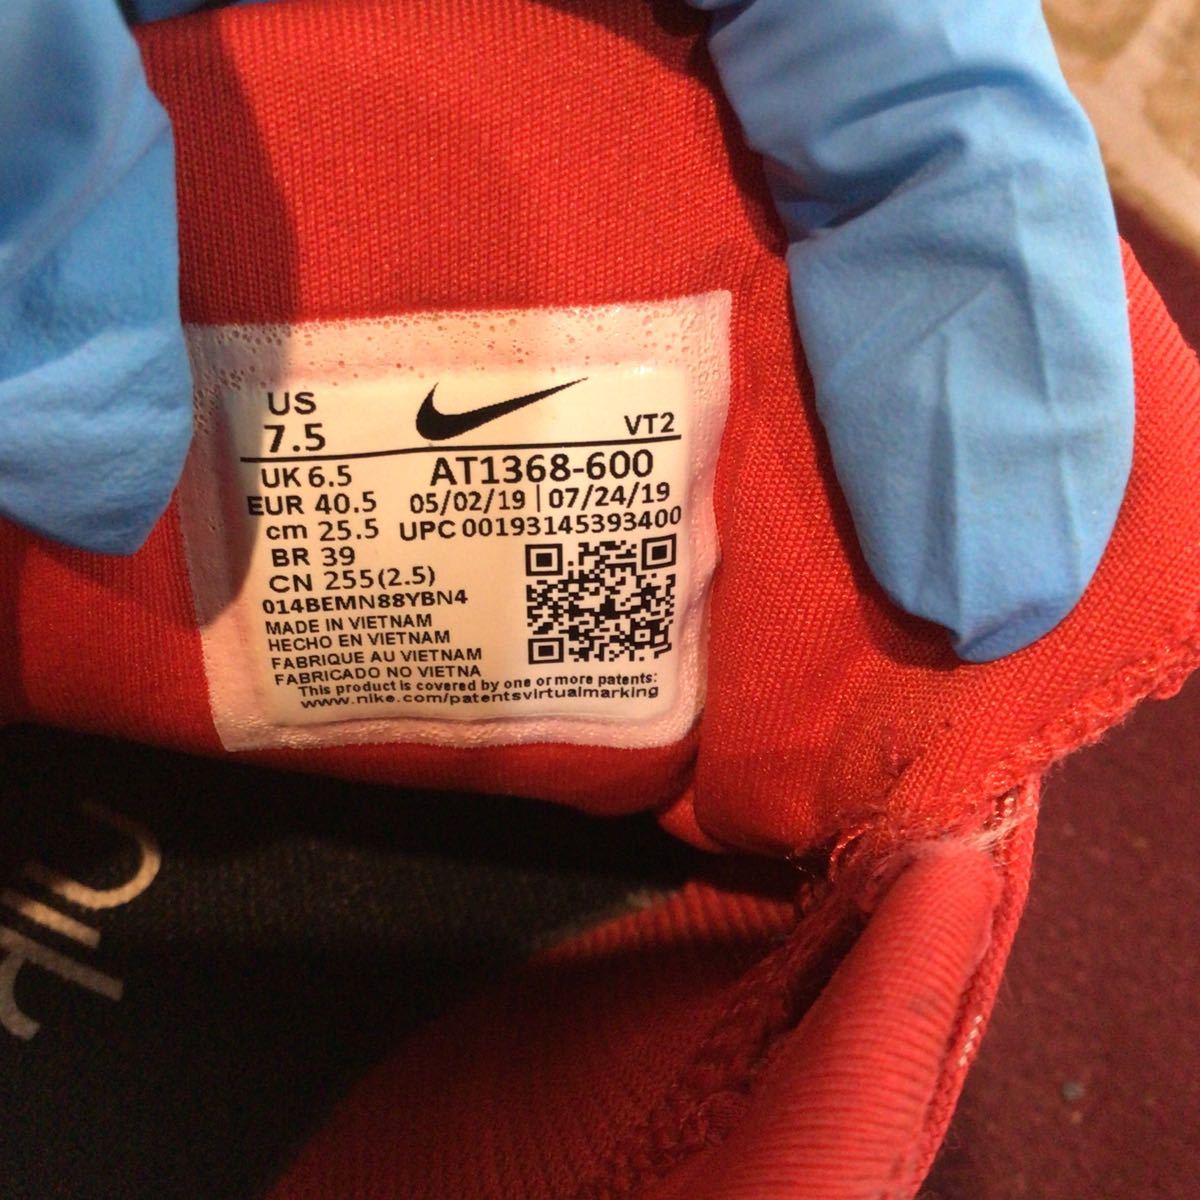 US
7.5
VT2
UK 6.5
AT1368-600
EUR 40.5
05/02/19 | 07/24/19
cm 25.5
UPC 00193145393400
BR 39
CN 255(2.5)
014BEMN88YBN4
MADE IN VIETNAM
HECHO EN VIETNAM
FABRIQUE AU VIETNAM
FABRICADO NO VIETNA
This product is covered by one or more patents:
www.nike.com/patentsvirtualmarking